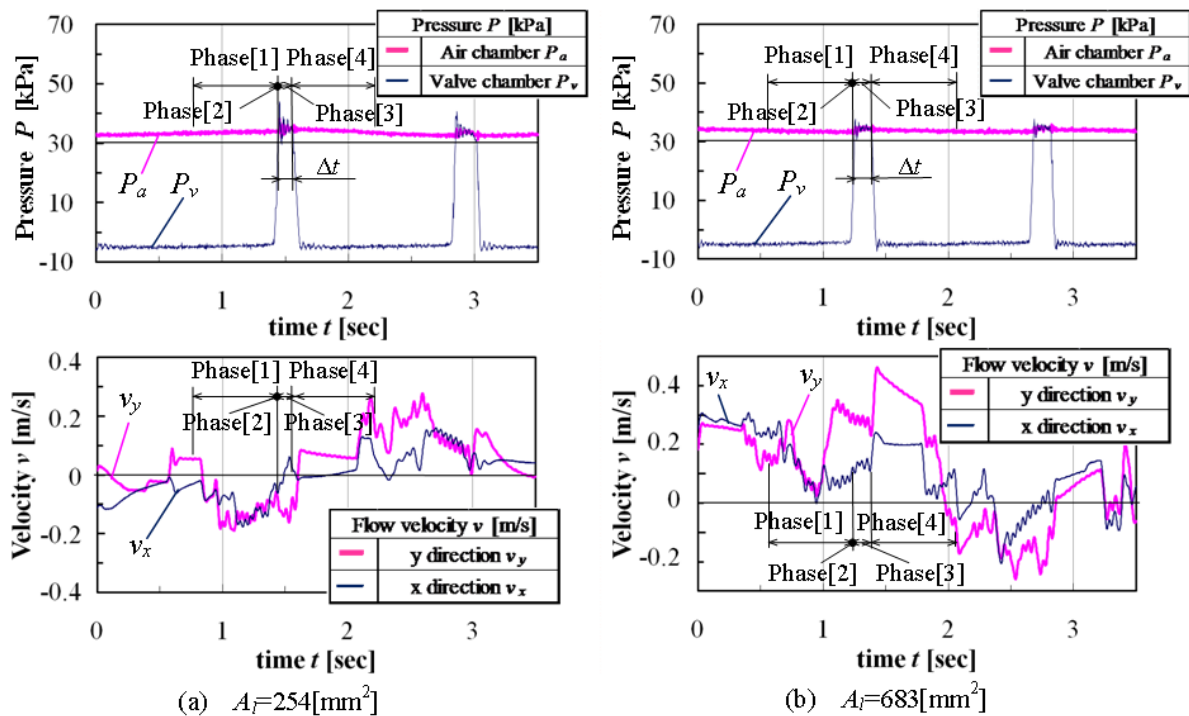 Pressure P [kPa]
70
50
30
10
-10
Pressure P [kPa]
Air chamber Pa
Valve chamber Pv
Phase[1]
Phase[4]
Phase[2]
Phase[3]
Pa
Pv
Δt
0
1
2
3
time t [sec]
Pressure P [kPa]
70
50
30
10
-10
Pressure P [kPa]
Air chamber Pa
Valve chamber Pv
Phase[1]
Phase[4]
Phase[2]
Phase[3]
Pa
Pv
Δt
0
1
2
3
time t [sec]
Velocity v [m/s]
0.4
0.2
0
-0.2
-0.4
Phase[1]
Phase[4]
Phase[2]
Phase[3]
vy
vx
Flow velocity v [m/s]
y direction vy
x direction vx
0
1
2
3
time t [sec]
(a) Al=254[mm²]
Velocity v [m/s]
0.4
0.2
0
-0.2
Flow velocity v [m/s]
y direction vy
x direction vx
vx
vy
Phase[1]
Phase[4]
Phase[2]
Phase[3]
0
1
2
3
time t [sec]
(b) Al=683[mm²]